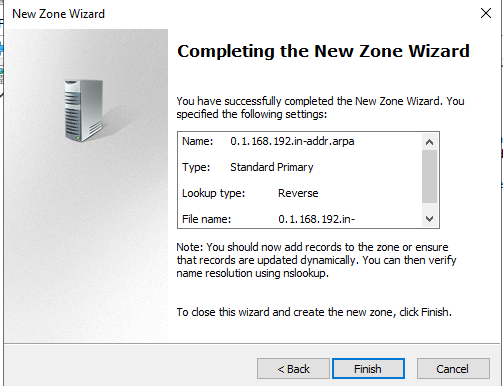 New Zone Wizard
Completing the New Zone Wizard
You have successfully completed the New Zone Wizard. You
specified the following settings:
Name: 0.1.168.192.in-addr.arpa
Type: Standard Primary
Lookup type: Reverse
File name: 0.1.168.192.in-
Note: You should now add records to the zone or ensure
that records are updated dynamically. You can then verify
name resolution using nslookup.
To close this wizard and create the new zone, click Finish.
< Back Finish Cancel